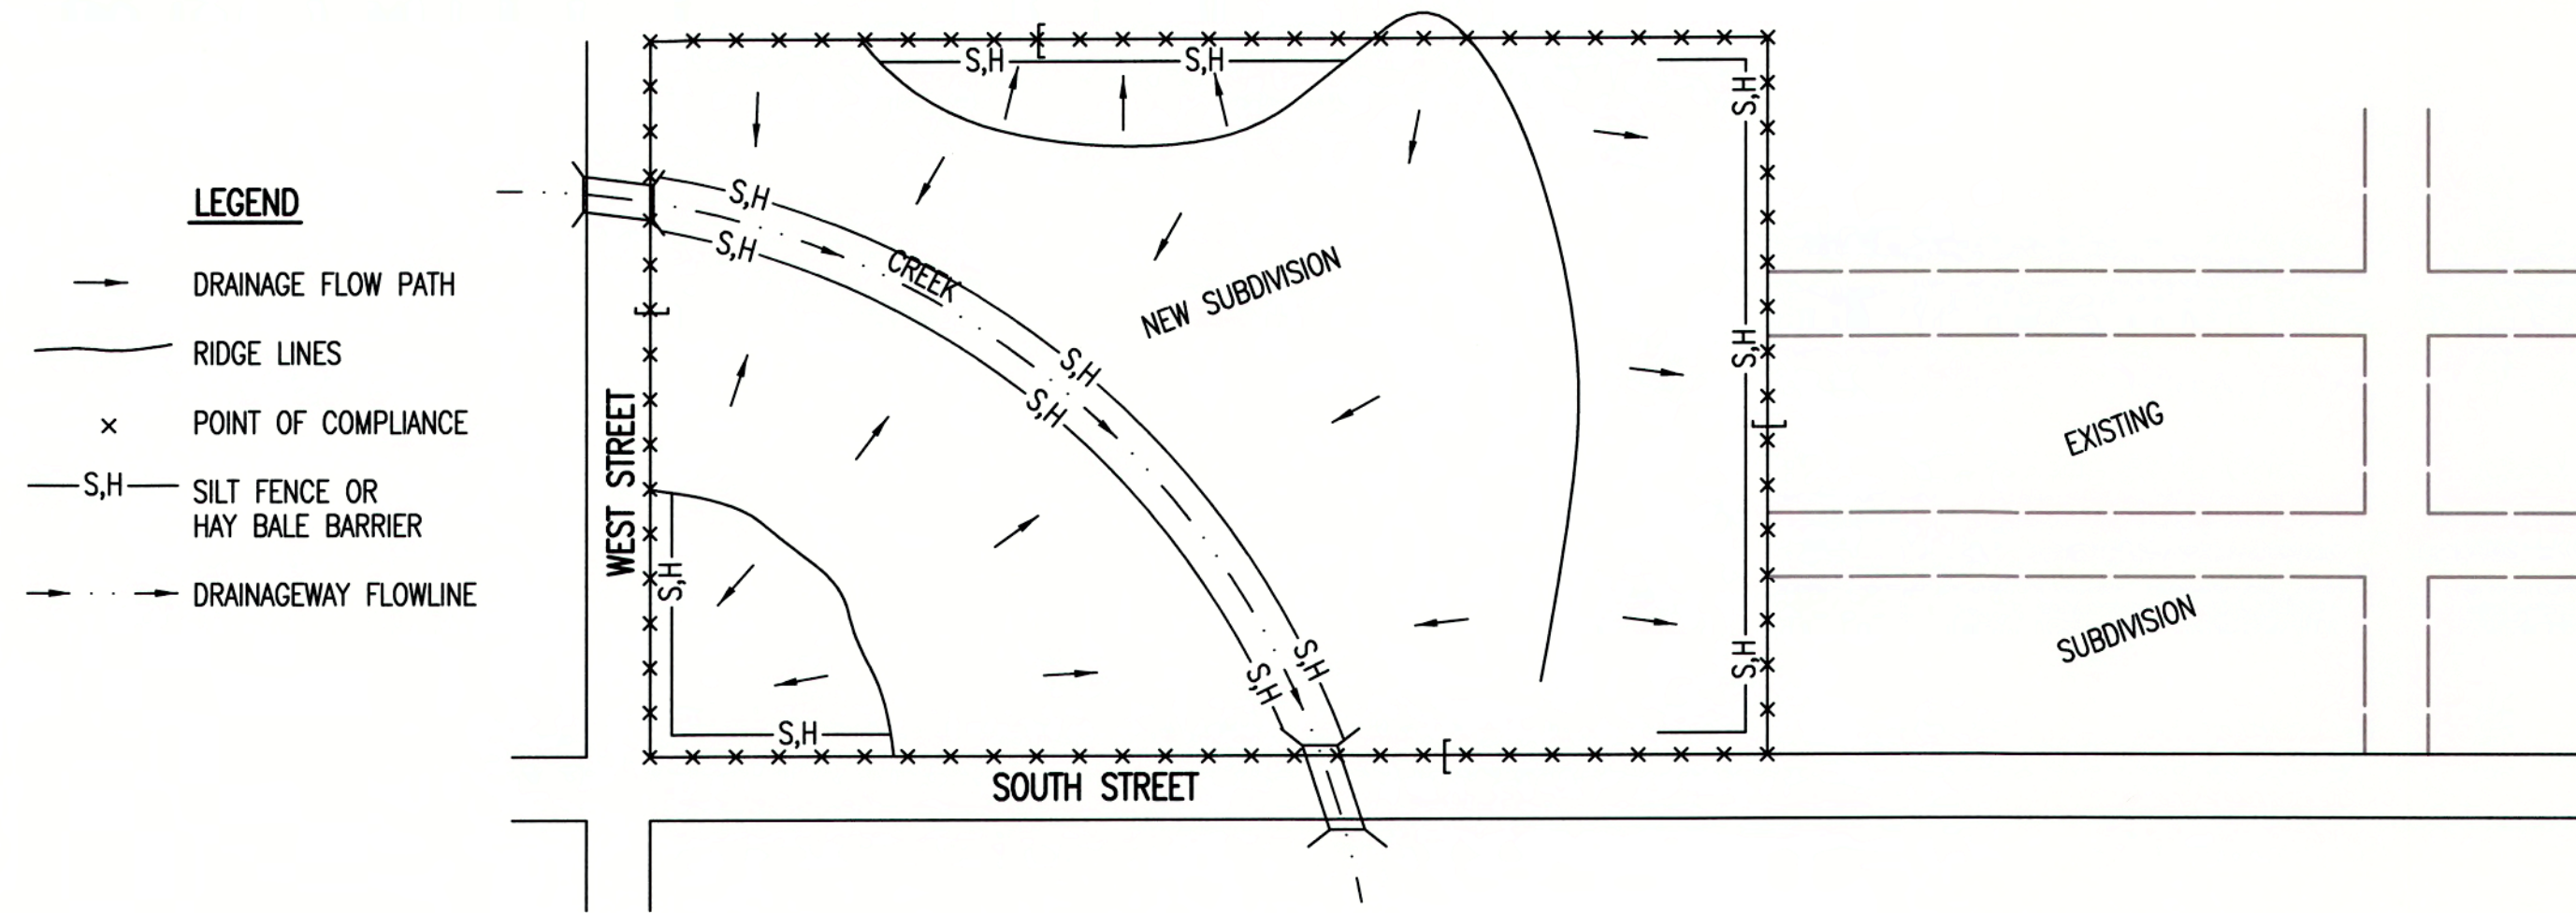 LEGEND
DRAINAGE FLOW PATH
RIDGE LINES
× POINT OF COMPLIANCE
S,H SILT FENCE OR
HAY BALE BARRIER
DRAINAGEWAY FLOWLINE
S,H
S,H
S,H
S,H
S,H
CREEK
NEW SUBDIVISION
S,H
S,H
S,H
S,H
EXISTING
WEST STREET
S,H
S,H
S,H
S,H
SUBDIVISION
S,H
SOUTH STREET